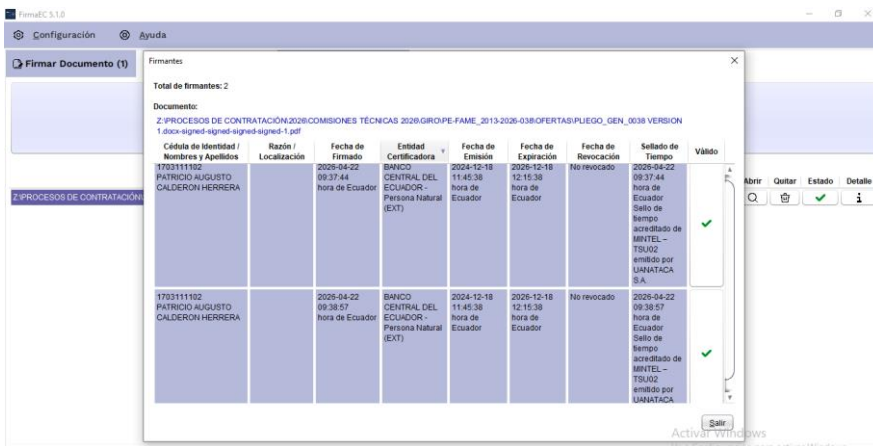 FirmaEC 5.1.0
Configuración Ayuda
Firmar Documento (1)
Firmantes
Total de firmantes: 2
Documento:
Z:\PROCESOS DE CONTRATACIÓN\2026\COMISIONES TÉCNICAS 2026\GIRO\PE-FAME_2013-2026-038\OFERTAS\PLIEGO_GEN_0038 VERSION
1.docx-signed-signed-signed-signed-1.pdf
Cédula de Identidad / Razón / Fecha de Entidad Fecha de Fecha de Fecha de Sellado de Válido
Nombres y Apellidos Localización Firmado Certificadora Emisión Expiración Revocación Tiempo
1703111102 2026-04-22 BANCO 2024-12-18 2026-12-18 No revocado 2026-04-22
PATRICIO AUGUSTO 09:37:44 CENTRAL DEL 11:45:38 12:15:38 09:37:44
CALDERON HERRERA hora de Ecuador ECUADOR - hora de hora de hora de
Persona Natural Ecuador Ecuador Ecuador
(EXT) Sello de
tiempo
acreditado de
MINTEL –
TSU02
emitido por
UANATACA
S.A.
1703111102 2026-04-22 BANCO 2024-12-18 2026-12-18 No revocado 2026-04-22
PATRICIO AUGUSTO 09:38:57 CENTRAL DEL 11:45:38 12:15:38 09:38:57
CALDERON HERRERA hora de Ecuador ECUADOR - hora de hora de hora de
Persona Natural Ecuador Ecuador Ecuador
(EXT) Sello de
tiempo
acreditado de
MINTEL –
TSU02
emitido por
UANATACA
Abrir Quitar Estado Detalle
Z:\PROCESOS DE CONTRATACIÓN\
Salir
Activar Windows